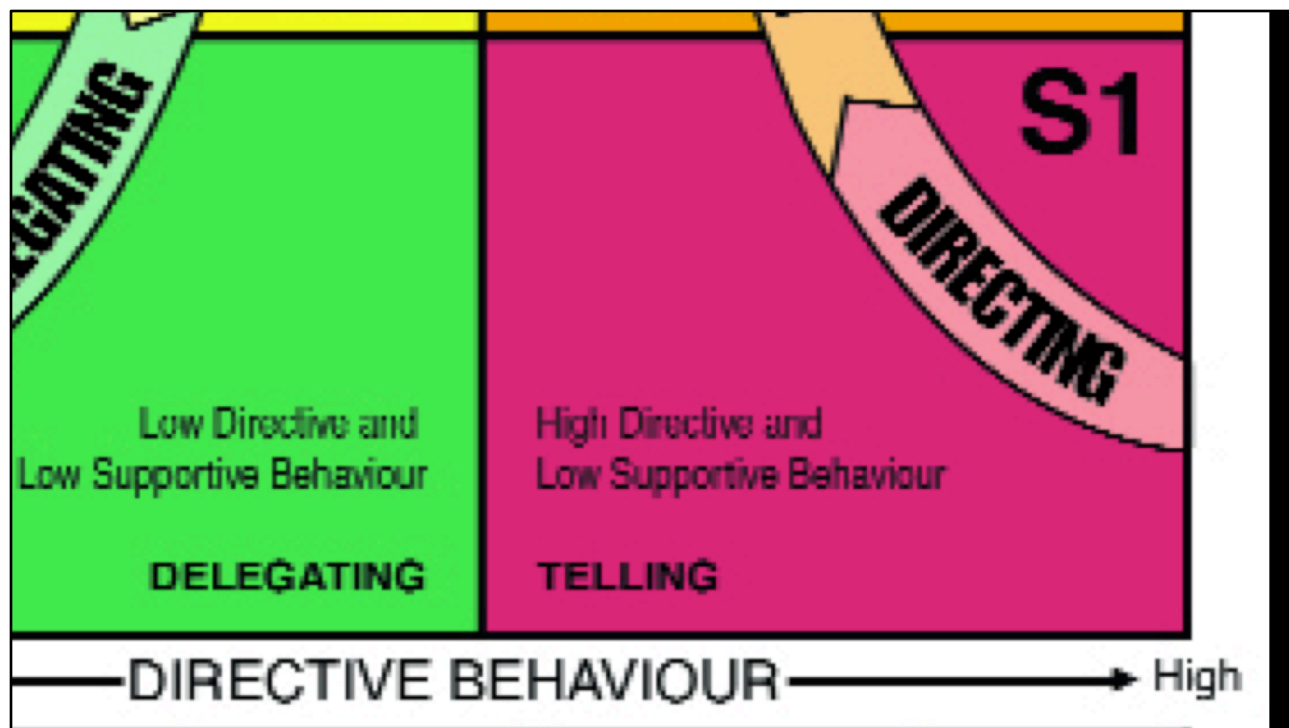 EGATING
S1
DIRECTING
Low Directive and
Low Supportive Behaviour
DELEGATING
High Directive and
Low Supportive Behaviour
TELLING
DIRECTIVE BEHAVIOUR
High